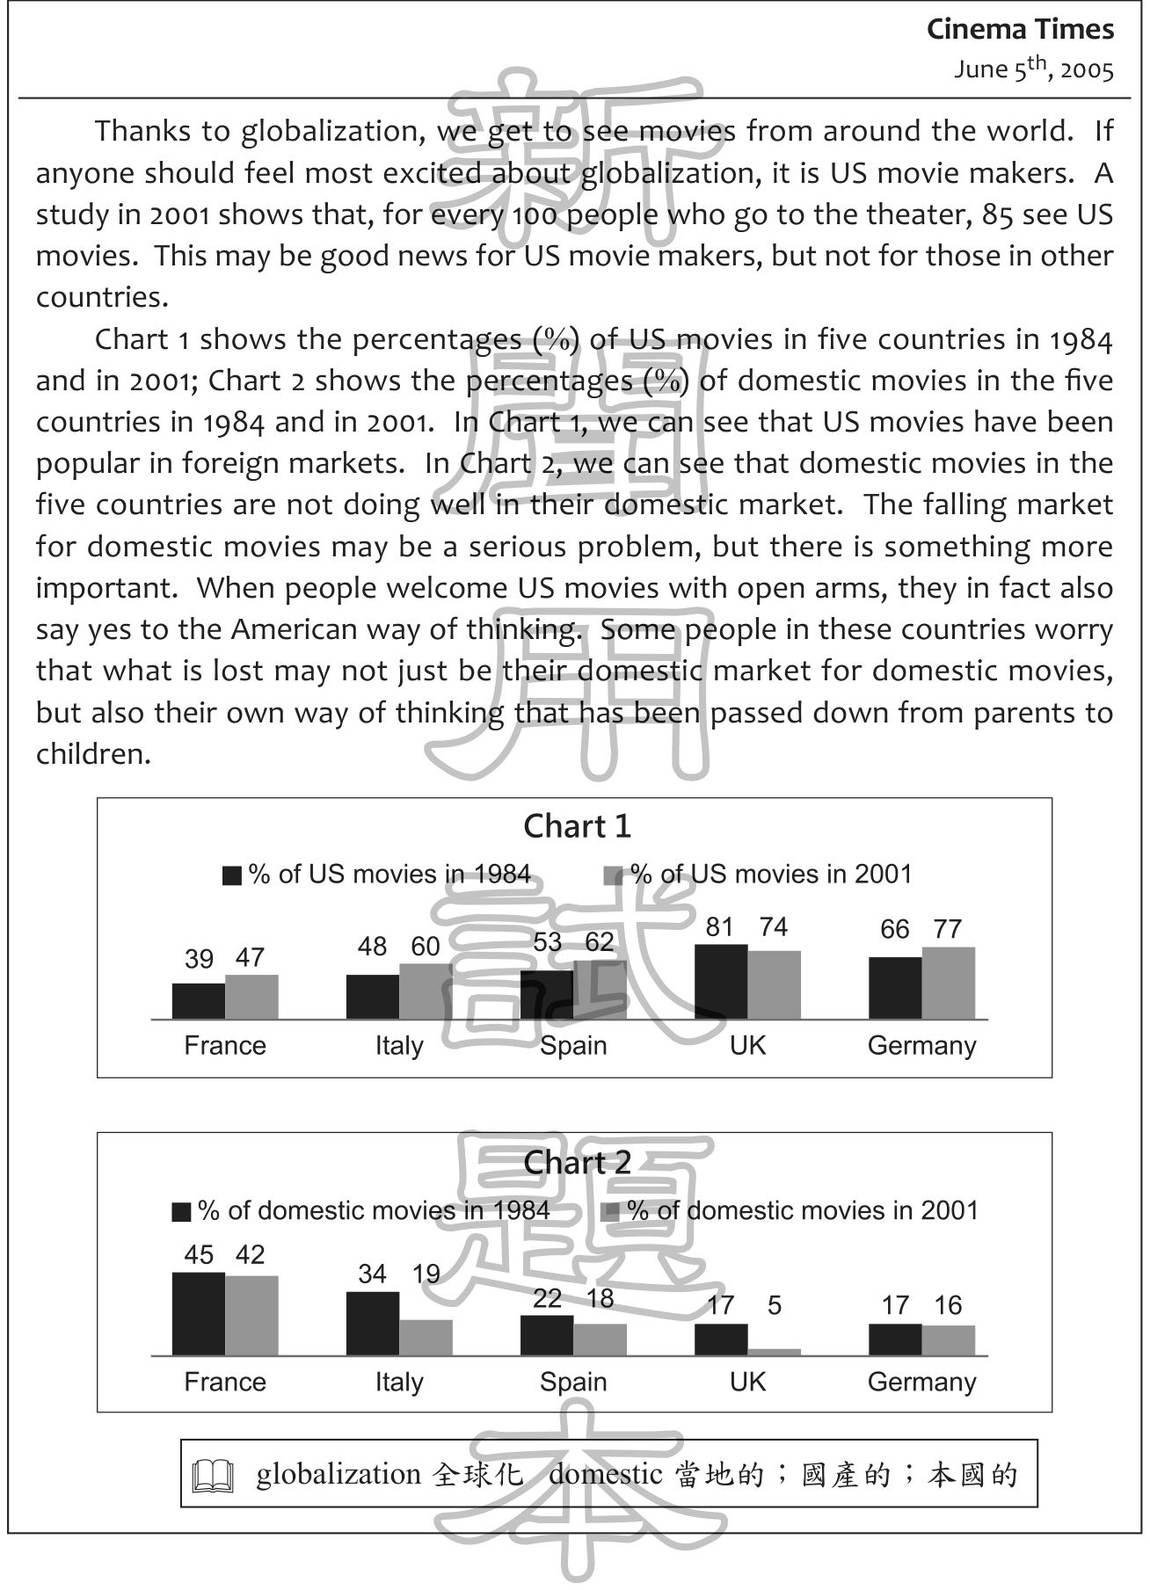 Cinema Times
June 5th, 2005
Thanks to globalization, we get to see movies from around the world. If
anyone should feel most excited about globalization, it is US movie makers. A
study in 2001 shows that, for every 100 people who go to the theater, 85 see US
movies. This may be good news for US movie makers, but not for those in other
countries.
Chart 1 shows the percentages (%) of US movies in five countries in 1984
and in 2001; Chart 2 shows the percentages (%) of domestic movies in the five
countries in 1984 and in 2001. In Chart 1, we can see that US movies have been
popular in foreign markets. In Chart 2, we can see that domestic movies in the
five countries are not doing well in their domestic market. The falling market
for domestic movies may be a serious problem, but there is something more
important. When people welcome US movies with open arms, they in fact also
say yes to the American way of thinking. Some people in these countries worry
that what is lost may not just be their domestic market for domestic movies,
but also their own way of thinking that has been passed down from parents to
children.
Chart 1
% of US movies in 1984 % of US movies in 2001
39 47 48 60 53 62 81 74 66 77
France Italy Spain UK Germany
Chart 2
% of domestic movies in 1984 % of domestic movies in 2001
45 42 34 19 22 18 17 5 17 16
France Italy Spain UK Germany
globalization 全球化 domestic 當地的；國產的；本國的
新聞用試題本